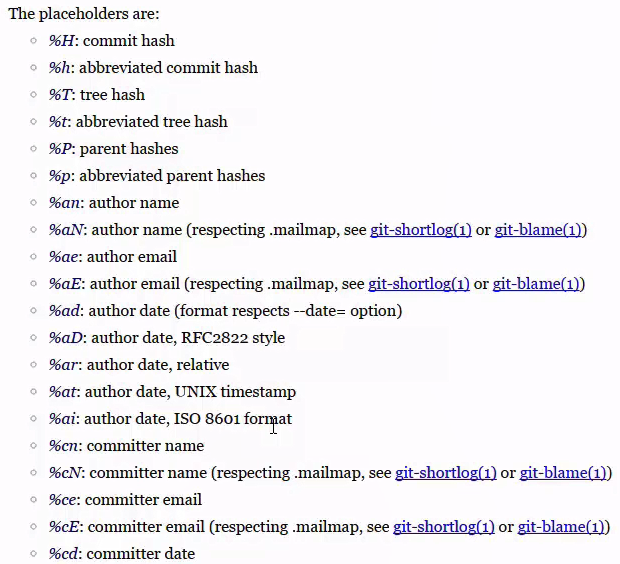 The placeholders are:
%H: commit hash
%h: abbreviated commit hash
%T: tree hash
%t: abbreviated tree hash
%P: parent hashes
%p: abbreviated parent hashes
%an: author name
%aN: author name (respecting .mailmap, see git-shortlog(1) or git-blame(1))
%ae: author email
%aE: author email (respecting .mailmap, see git-shortlog(1) or git-blame(1))
%ad: author date (format respects --date= option)
%aD: author date, RFC2822 style
%ar: author date, relative
%at: author date, UNIX timestamp
%ai: author date, ISO 8601 format
%cn: committer name
%cN: committer name (respecting .mailmap, see git-shortlog(1) or git-blame(1))
%ce: committer email
%cE: committer email (respecting .mailmap, see git-shortlog(1) or git-blame(1))
%cd: committer date